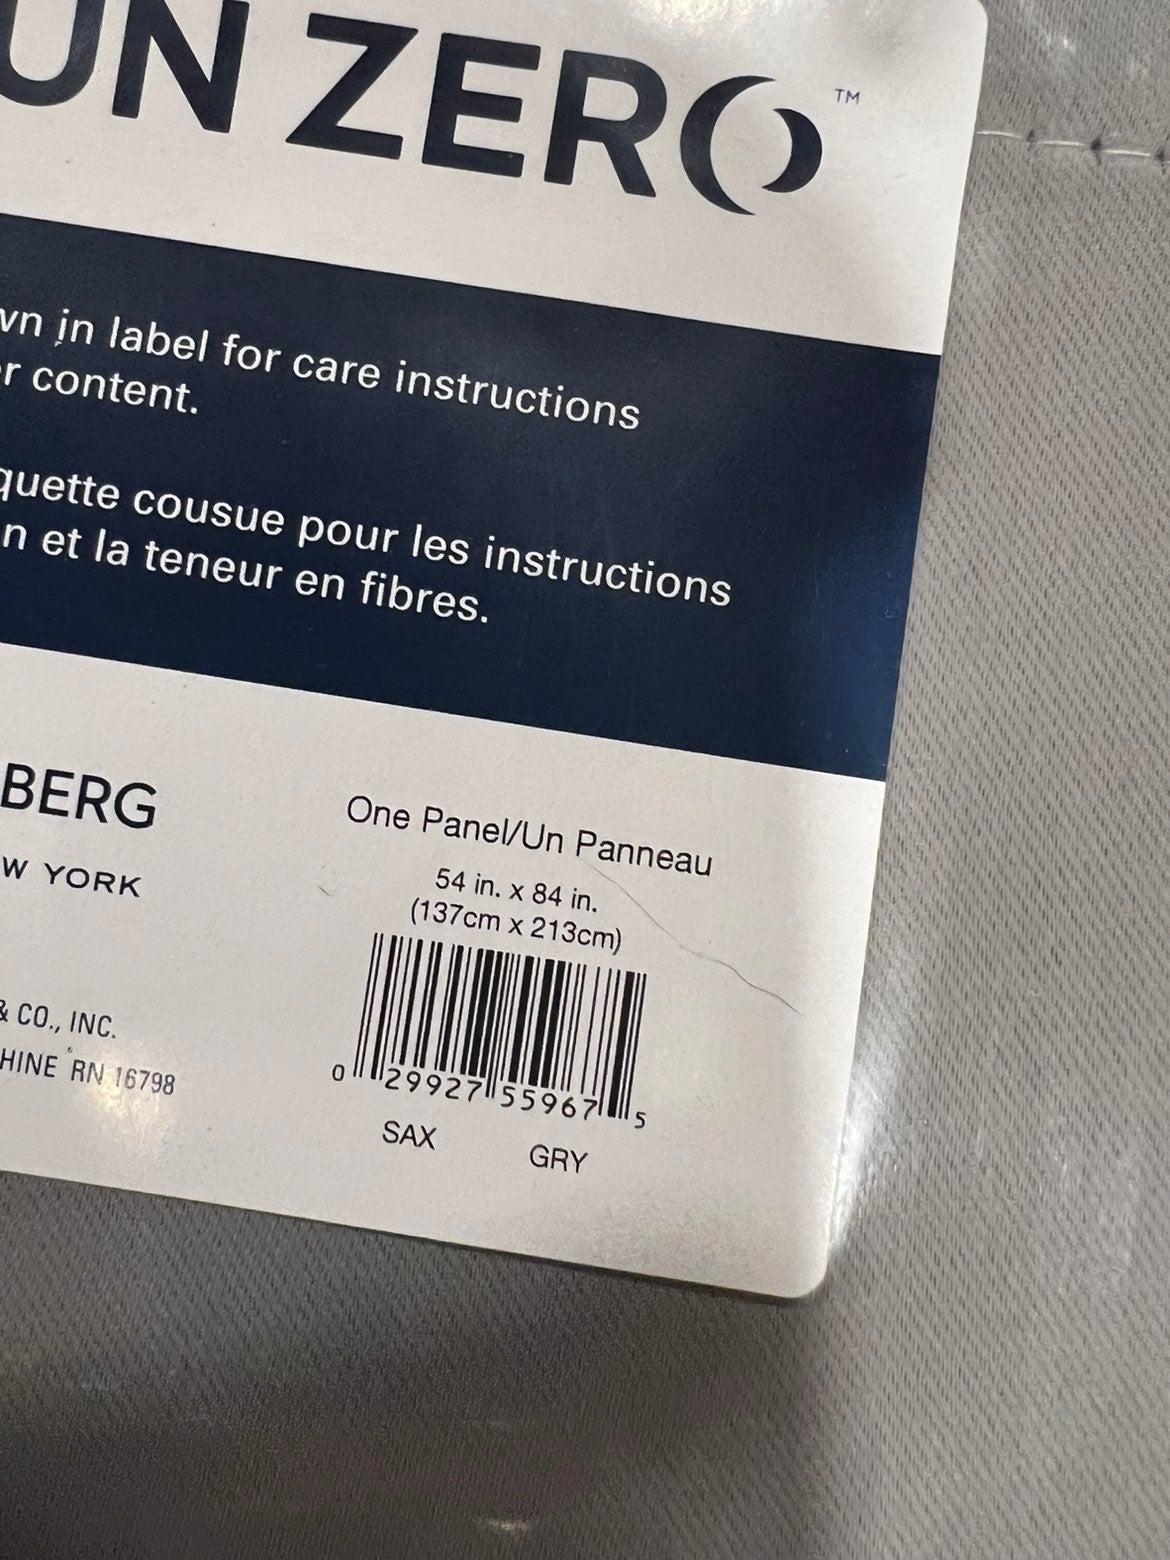 UN ZERO™
wn in label for care instructions
r content.
quette cousue pour les instructions
n et la teneur en fibres.
BERG
W YORK
& CO., INC.
HINE RN 16798
One Panel/Un Panneau
54 in. x 84 in.
(137cm x 213cm)
0 29927 55967 5
SAX GRY